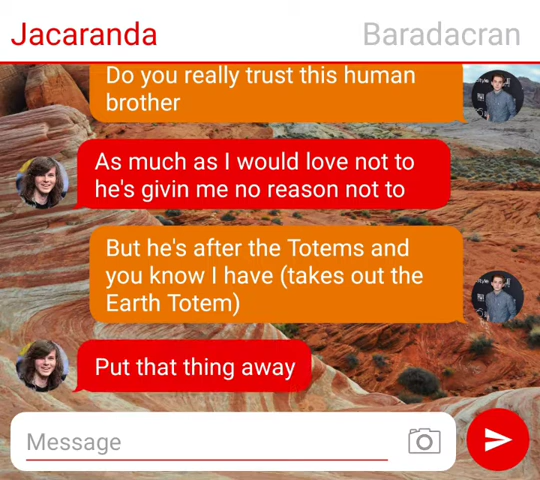 Jacaranda
Baradacran
Do you really trust this human
brother
As much as I would love not to
he's givin me no reason not to
But he's after the Totems and
you know I have (takes out the
Earth Totem)
Put that thing away
Message